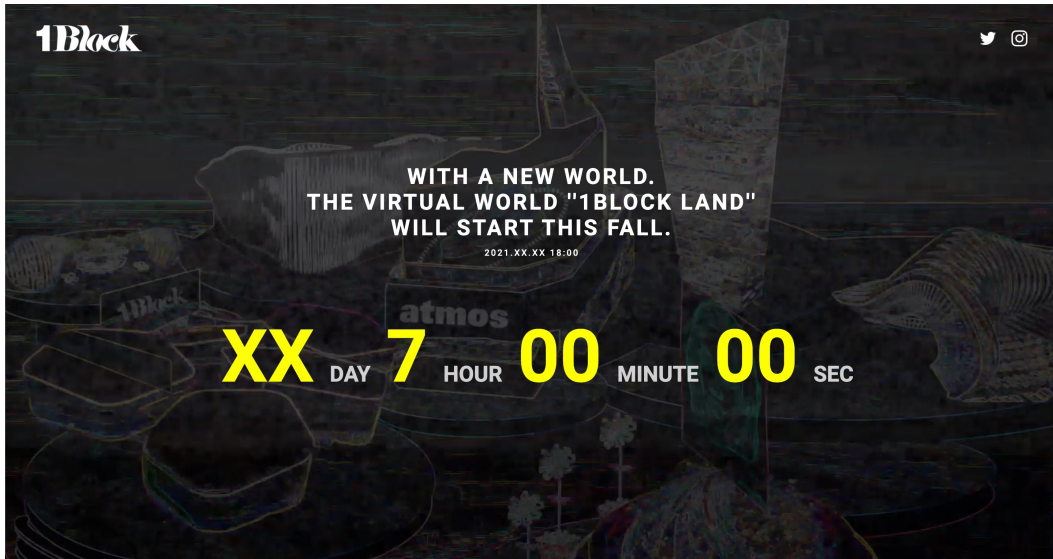 1Block
WITH A NEW WORLD.
THE VIRTUAL WORLD "1BLOCK LAND"
WILL START THIS FALL.
2021.XX.XX 18:00
1Block
atmos
XX DAY 7 HOUR 00 MINUTE 00 SEC